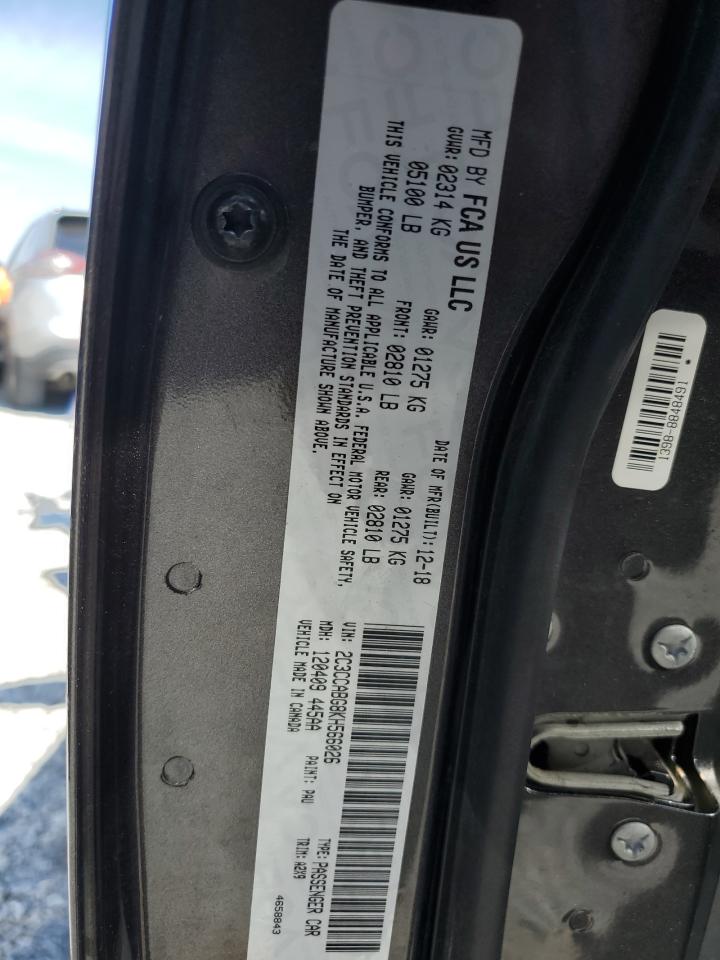 MFD BY FCA US LLC
DATE OF MFR(BUILT): 12-18
GVWR: 02314 KG
GAWR: 01275 KG
GAWR: 01275 KG
05100 LB
FRONT: 02810 LB
REAR: 02810 LB
THIS VEHICLE CONFORMS TO ALL APPLICABLE U.S.A. FEDERAL MOTOR VEHICLE SAFETY,
BUMPER, AND THEFT PREVENTION STANDARDS IN EFFECT ON
THE DATE OF MANUFACTURE SHOWN ABOVE.
VIN: 2C3CCABG8KH566026
TYPE: PASSENGER CAR
MDH: 120409 445AA
PAINT: PAU
TRIM: A2X9
VEHICLE MADE IN CANADA
4658843
1398-8848491